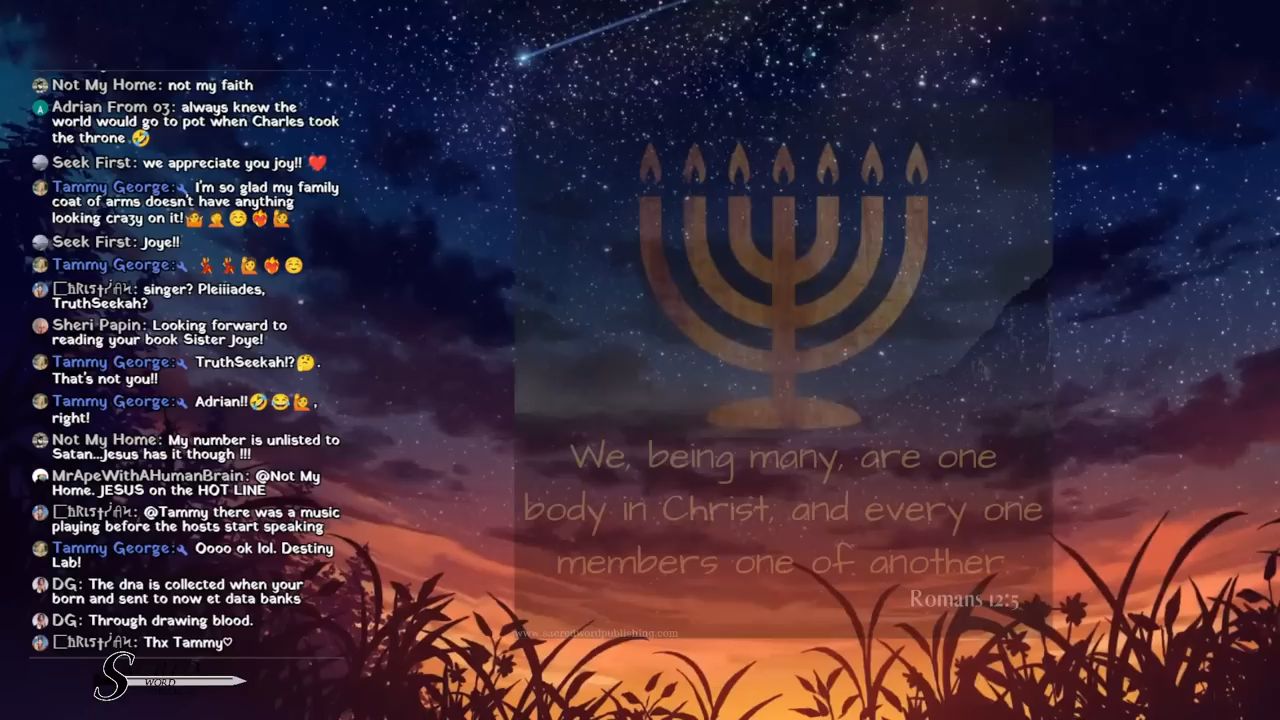 Not My Home: not my faith
Adrian From 03: always knew the
world would go to pot when Charles took
the throne 🤣
Seek First: we appreciate you joy!! ❤️
Tammy George: I'm so glad my family
coat of arms doesn't have anything
looking crazy on it!
Seek First: Joye!!
Tammy George:
singer? Pleiiades,
TruthSeekah?
Sheri Papin: Looking forward to
reading your book Sister Joye!
Tammy George: TruthSeekah!?🤔.
That's not you!!
Tammy George: Adrian!!🤣😂🙋,
right!
Not My Home: My number is unlisted to
Satan...Jesus has it though !!!
MrApeWithAHumanBrain: @Not My
Home. JESUS on the HOT LINE
@Tammy there was a music
playing before the hosts start speaking
Tammy George: Oooo ok lol. Destiny
Lab!
DG: The dna is collected when your
born and sent to now et data banks
DG: Through drawing blood.
Thx Tammy♡
S WORD
We, being many, are one
body in Christ, and every one
members one of another.
Romans 12:5
www.sacredwordpublishing.com